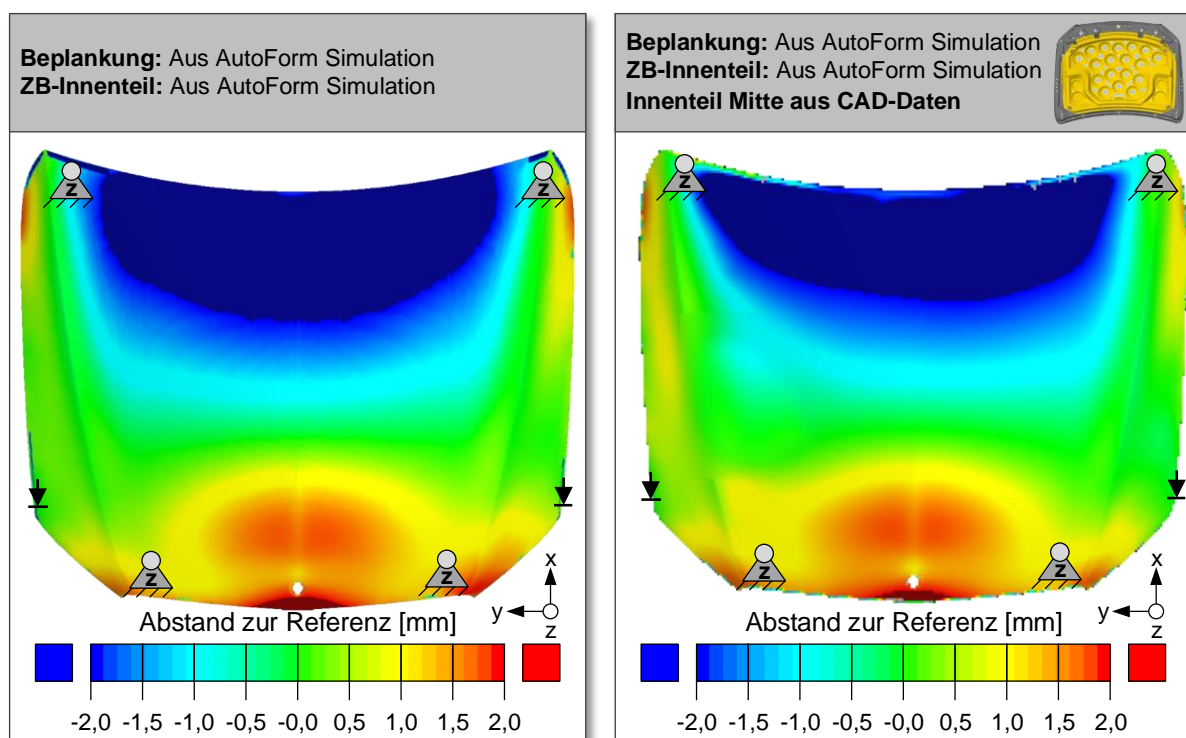 Beplankung: Aus AutoForm Simulation
ZB-Innenteil: Aus AutoForm Simulation
z
z
z
z
x
y
z
Abstand zur Referenz [mm]
-2,0 -1,5 -1,0 -0,5 -0,0 0,5 1,0 1,5 2,0
Beplankung: Aus AutoForm Simulation
ZB-Innenteil: Aus AutoForm Simulation
Innenteil Mitte aus CAD-Daten
z
z
z
z
x
y
z
Abstand zur Referenz [mm]
-2,0 -1,5 -1,0 -0,5 -0,0 0,5 1,0 1,5 2,0